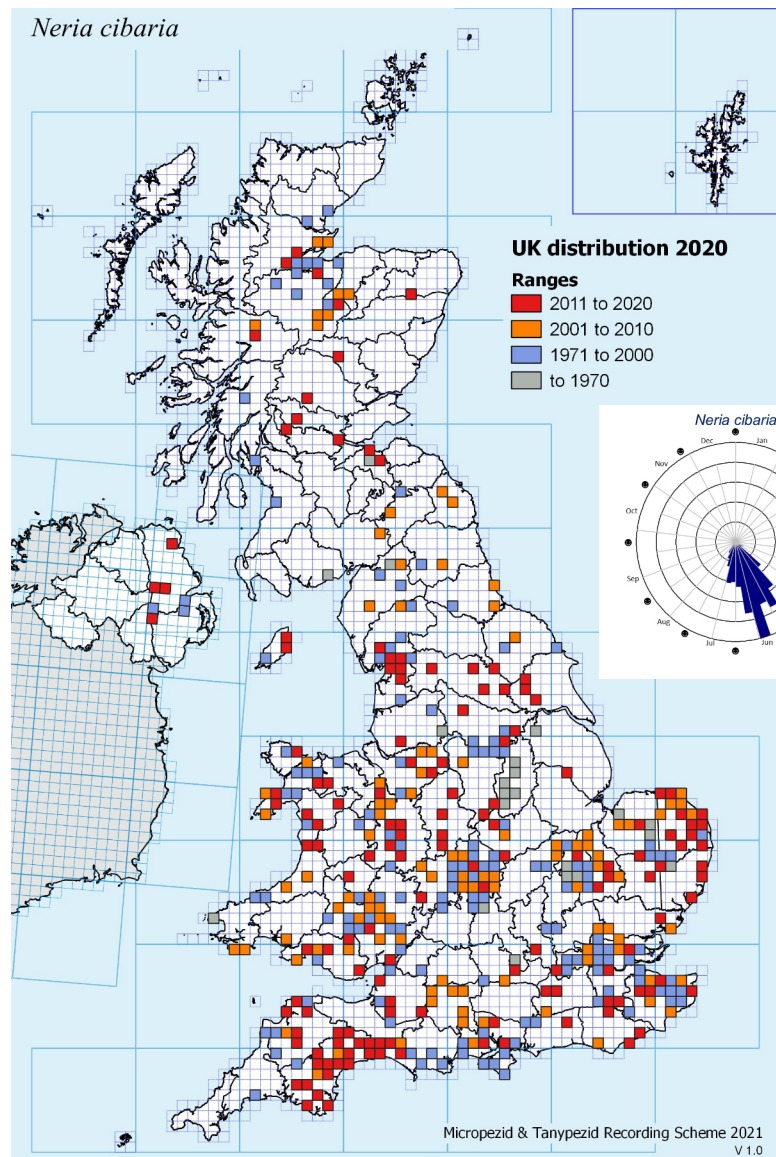 Neria cibaria
UK distribution 2020
Ranges
2011 to 2020
2001 to 2010
1971 to 2000
to 1970
Neria cibaria
Dec
Jan
Nov
Oct
Sep
Aug
Jul
Jun
Micropezid & Tanypezid Recording Scheme 2021
V 1.0